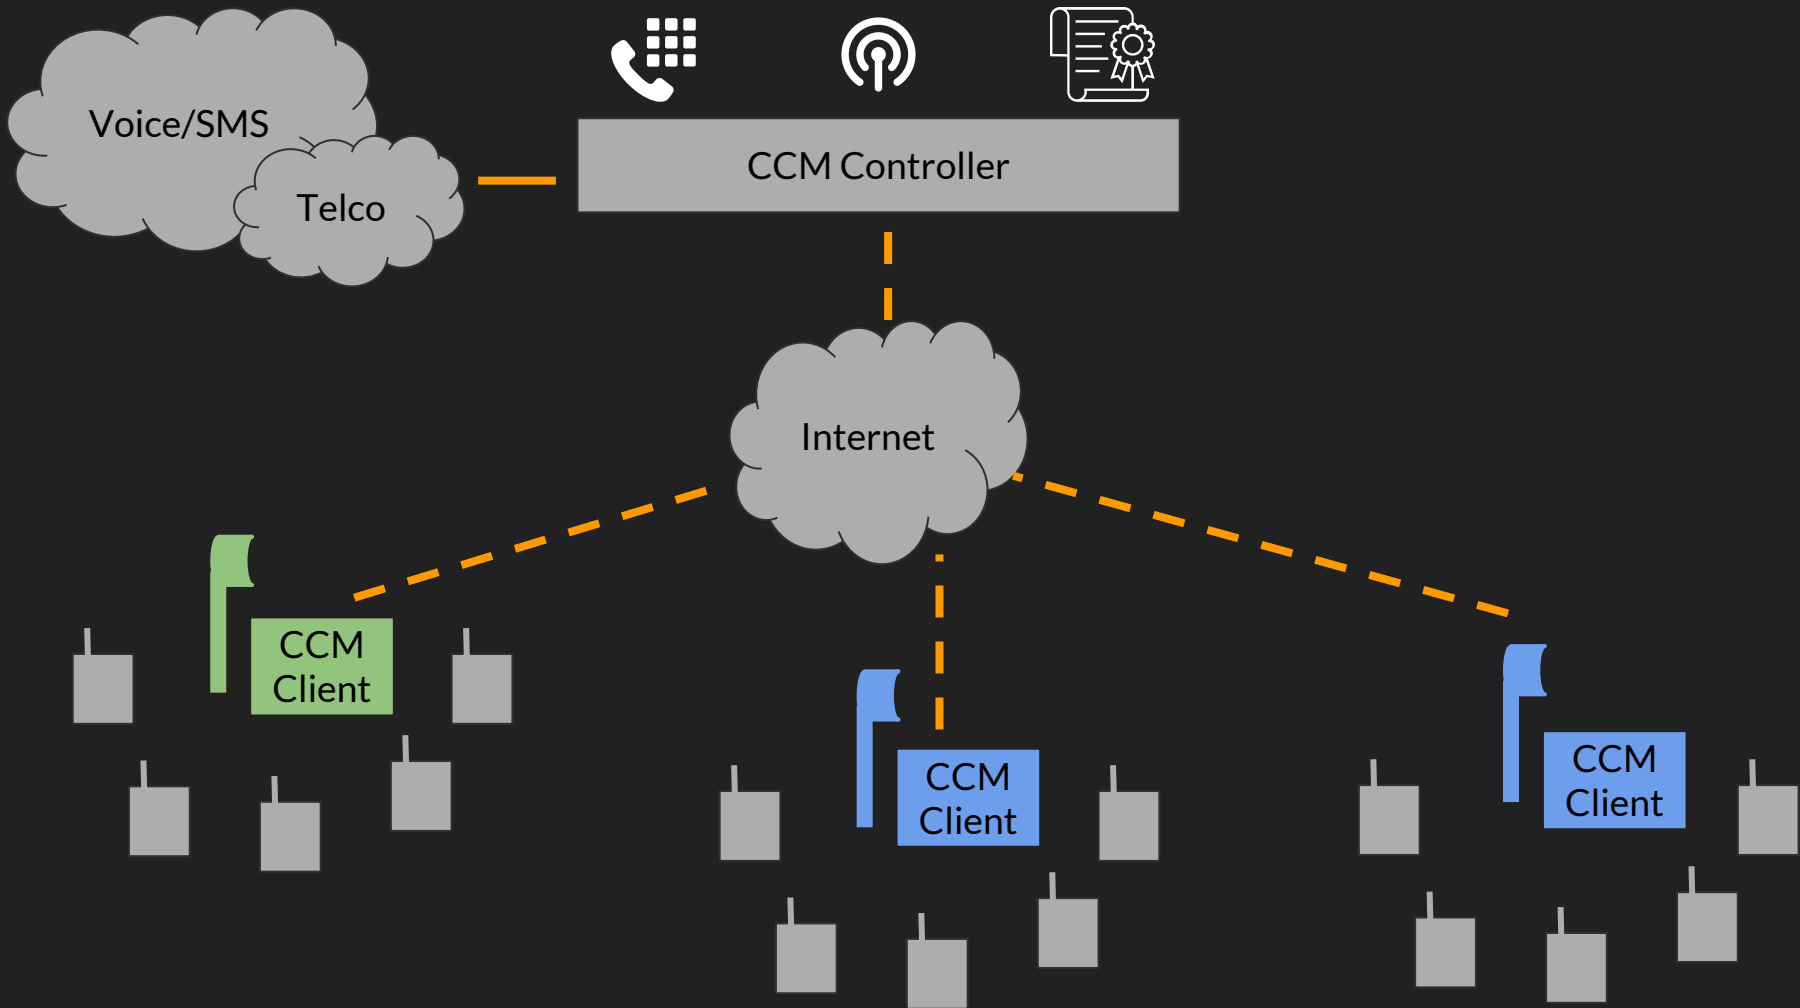 Voice/SMS
Telco
CCM Controller
Internet
CCM
Client
CCM
Client
CCM
Client